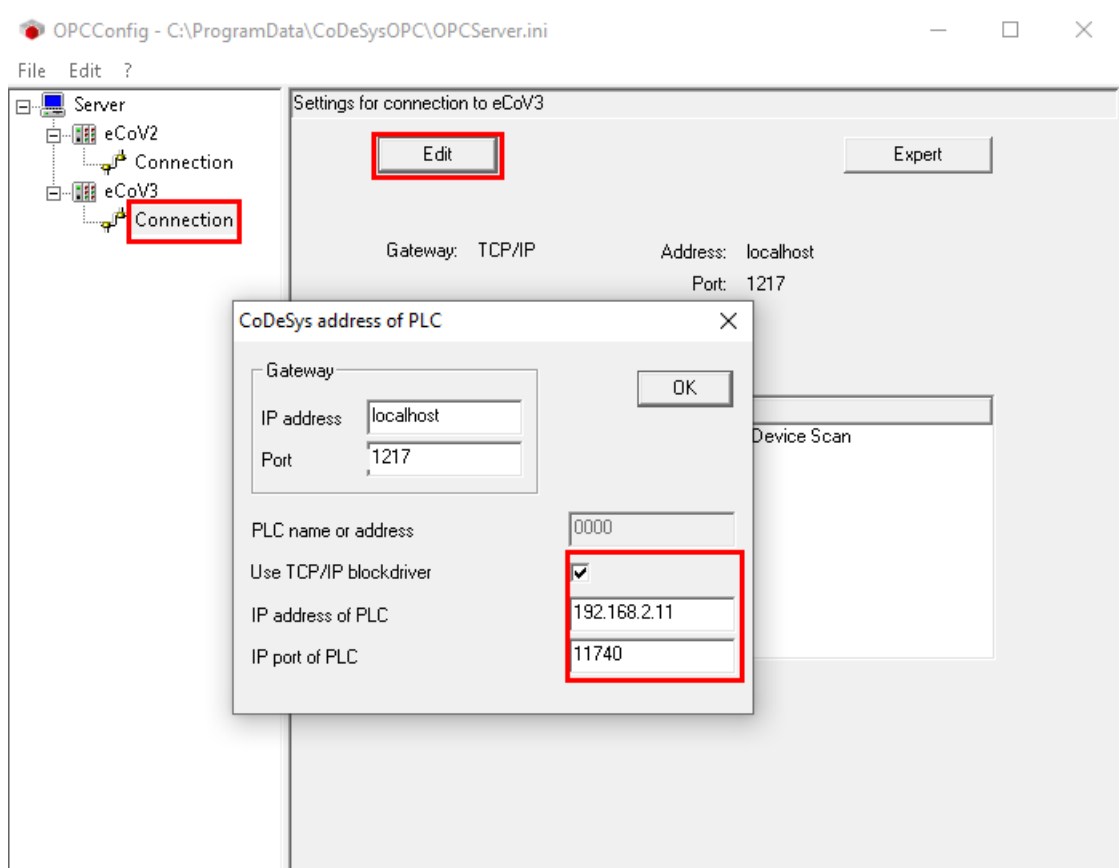 OPCConfig - C:\ProgramData\CoDeSysOPC\OPCServer.ini
File Edit ?
Server
eCoV2
Connection
eCoV3
Connection
Settings for connection to eCoV3
Edit
Expert
Gateway: TCP/IP
Address: localhost
Port: 1217
CoDeSys address of PLC
Gateway
OK
IP address localhost
Port 1217
Device Scan
PLC name or address 0000
Use TCP/IP blockdriver
IP address of PLC 192.168.2.11
IP port of PLC 11740